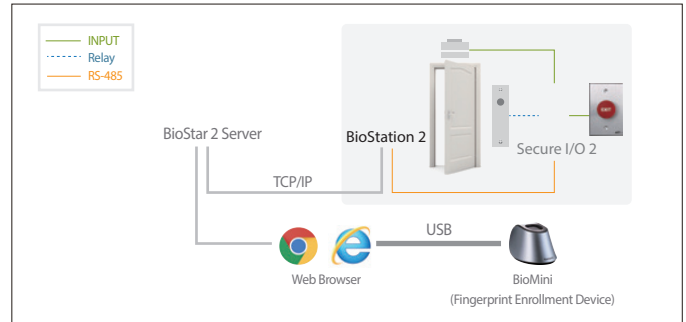 INPUT
Relay
RS-485
BioStar 2 Server
BioStation 2
Secure I/O 2
EXIT
TCP/IP
USB
Web Browser
BioMini
(Fingerprint Enrollment Device)